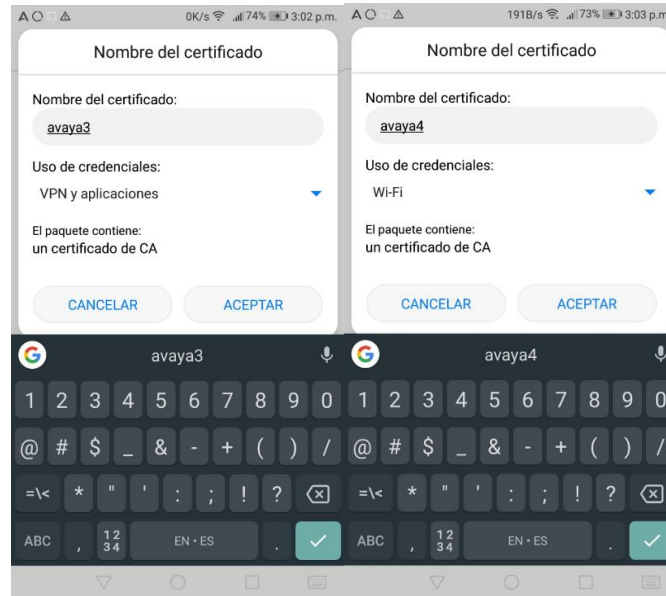 0K/s 74% 3:02 p.m.
Nombre del certificado
Nombre del certificado:
avaya3
Uso de credenciales:
VPN y aplicaciones
El paquete contiene:
un certificado de CA
CANCELAR ACEPTAR
avaya3
1 2 3 4 5 6 7 8 9 0
@ # $ _ & - + ( ) /
=\< * " ' : ; ! ?
ABC , 12 34 EN • ES .
191B/s 73% 3:03 p.m
Nombre del certificado
Nombre del certificado:
avaya4
Uso de credenciales:
Wi-Fi
El paquete contiene:
un certificado de CA
CANCELAR ACEPTAR
avaya4
1 2 3 4 5 6 7 8 9 0
@ # $ _ & - + ( ) /
=\< * " ' : ; ! ?
ABC , 12 34 EN • ES .